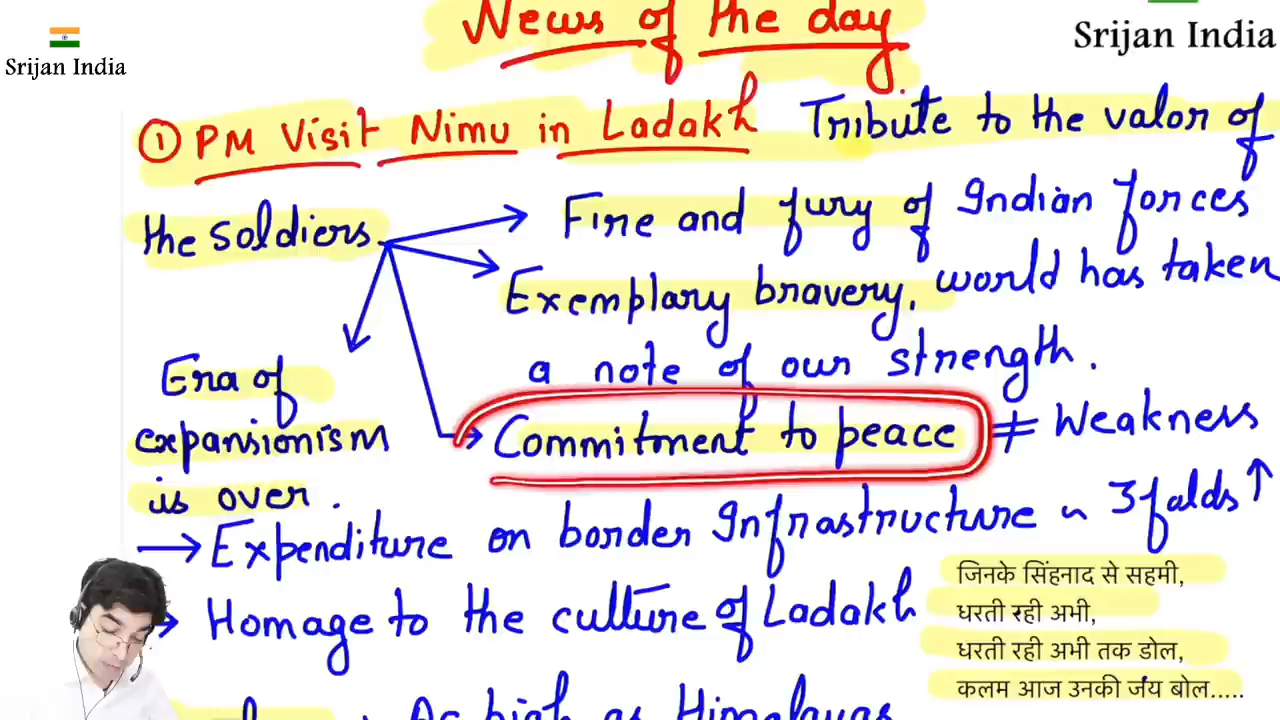 News of the day
Srijan India
Srijan India
① PM Visit Nimu in Ladakh Tribute to the valor of
the soldiers.
Fire and fury of Indian forces
Exemplary bravery, world has taken
a note of our strength.
Era of
expansionism
is over.
Commitment to peace ≠ Weakness
→ Expenditure on border Infrastructure ~ 3 folds ↑
→ Homage to the culture of Ladakh
जिनके सिंहनाद से सहमी,
धरती रही अभी,
धरती रही अभी तक डोल,
कलम आज उनकी जय बोल.....
As high as Himalayas